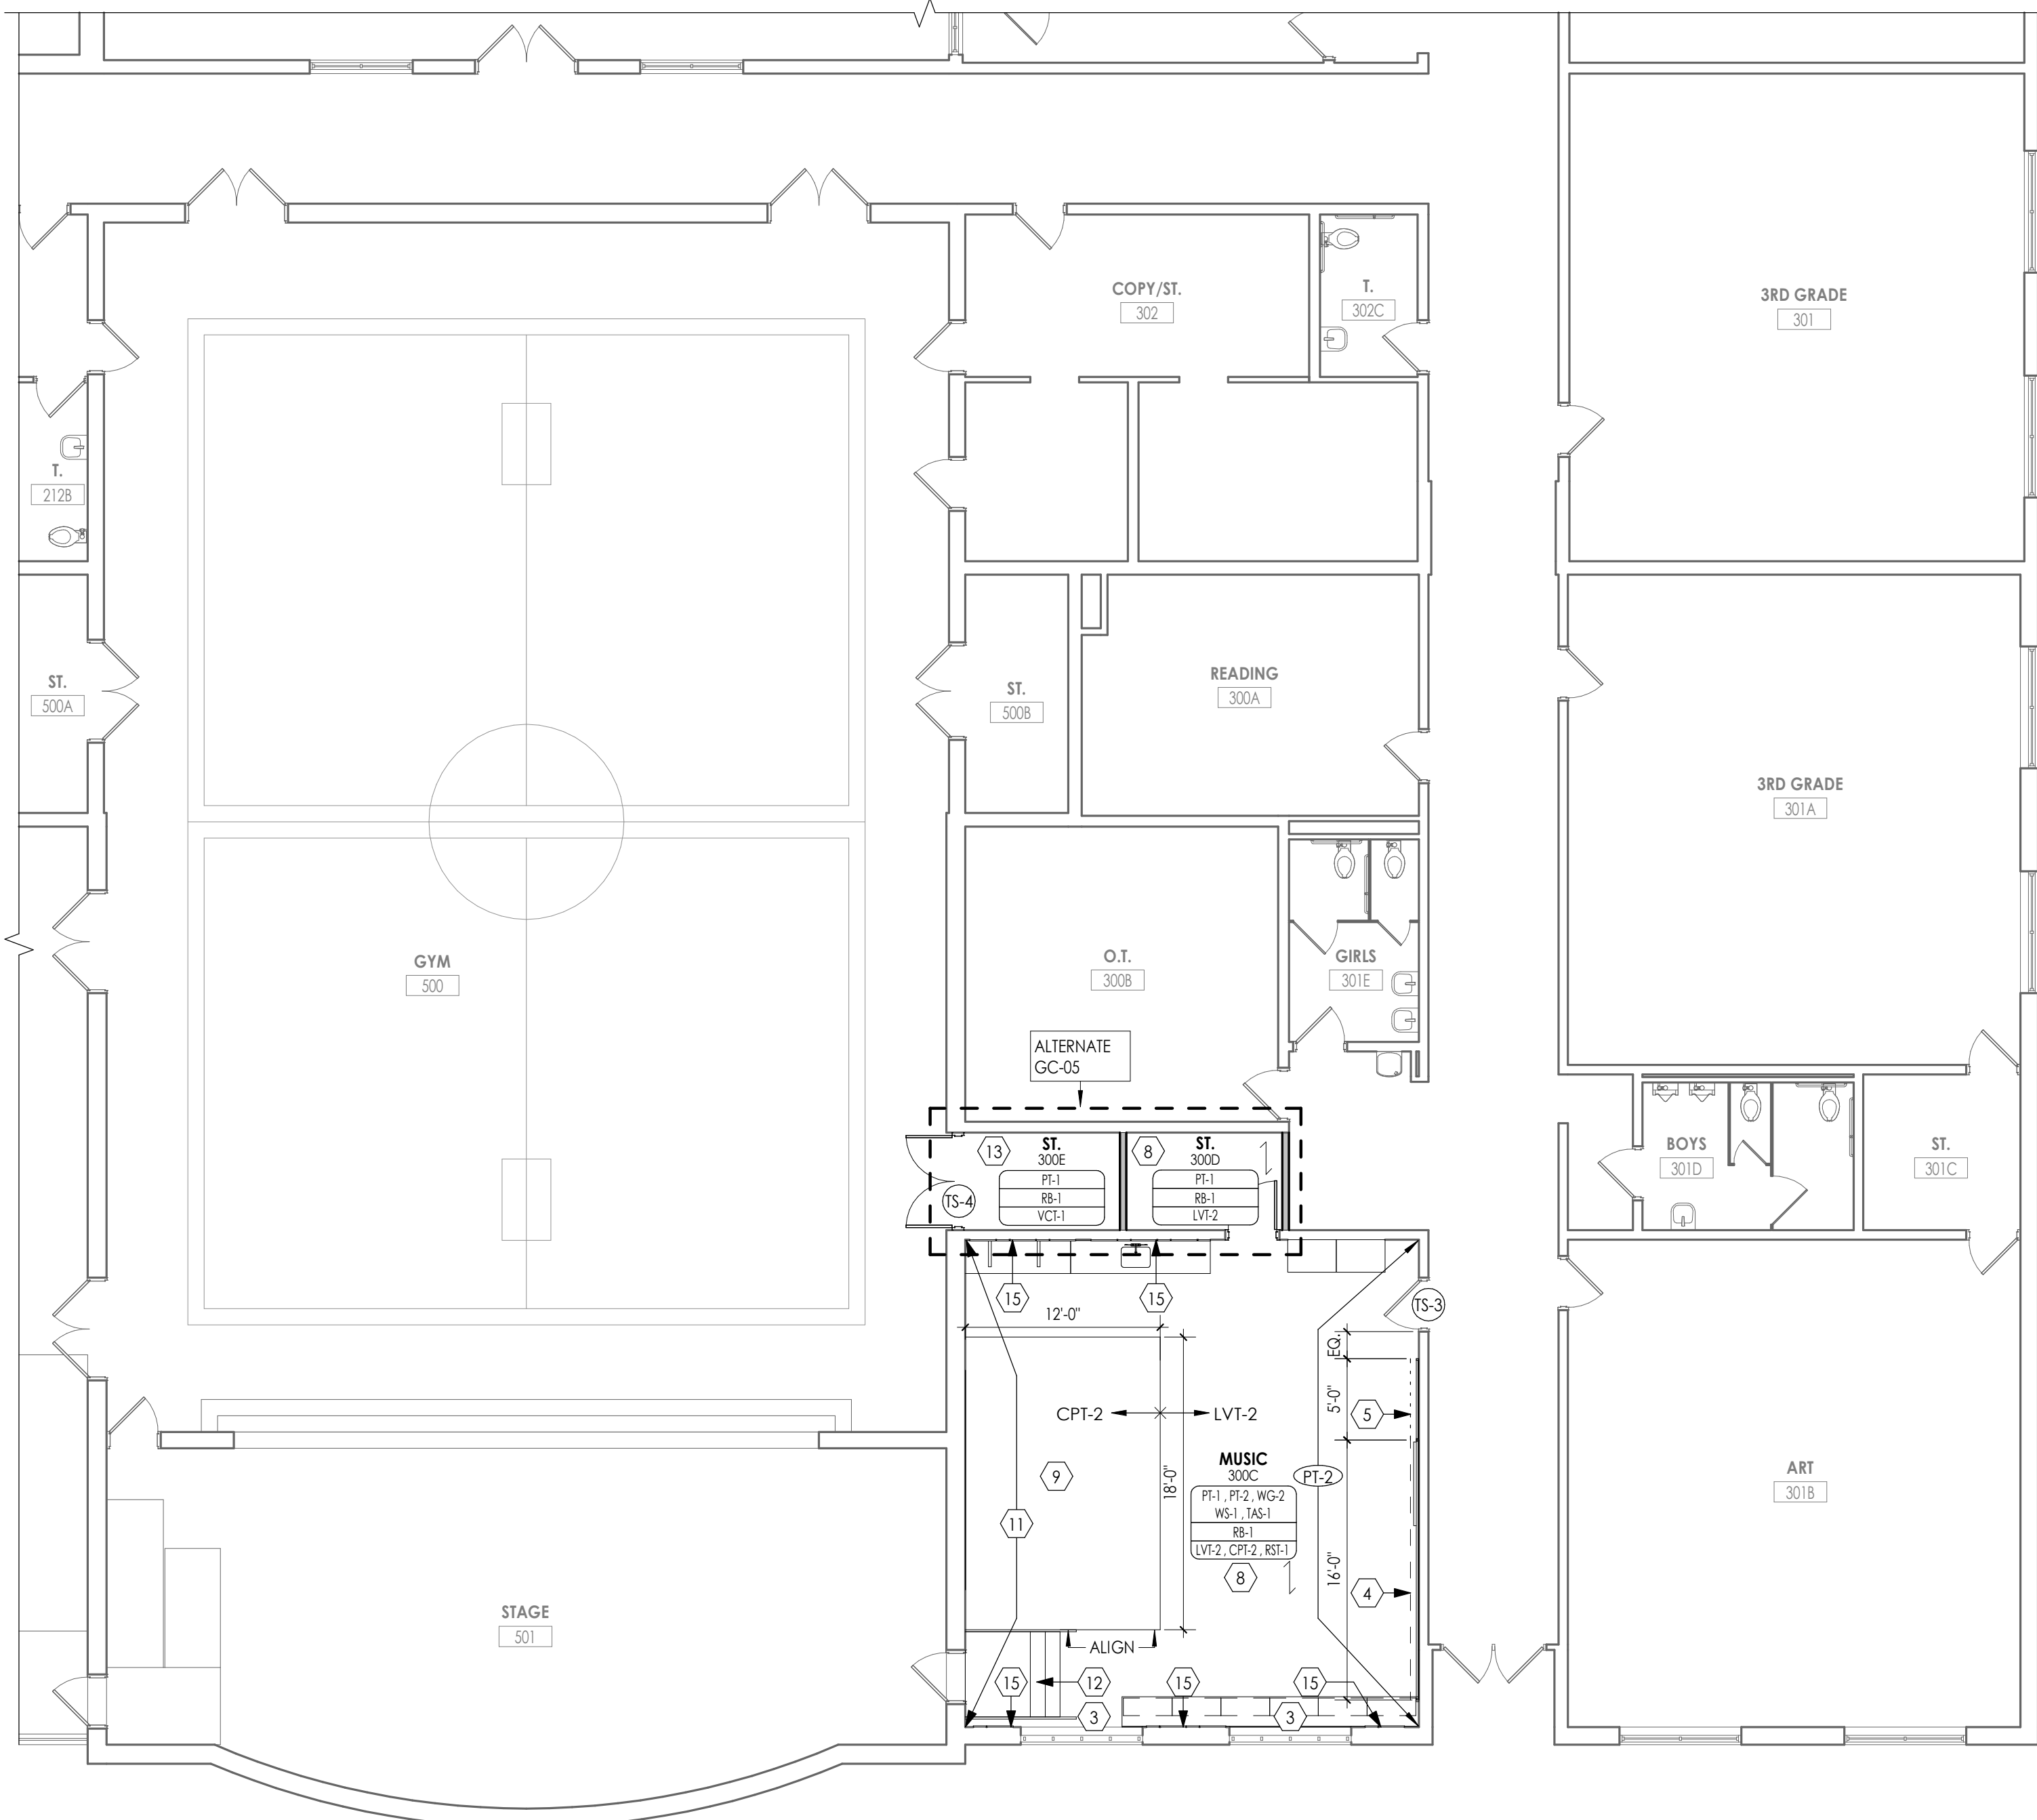 COPY/ST.
302
T.
302C
3RD GRADE
301
T.
212B
ST.
500A
ST.
500B
READING
300A
3RD GRADE
301A
GYM
500
O.T.
300B
GIRLS
301E
ALTERNATE
GC-05
13
ST.
300E
PT-1
RB-1
VCT-1
TS-4
8
ST.
300D
PT-1
RB-1
LVT-2
BOYS
301D
ST.
301C
15
15
TS-3
12'-0"
EQ.
5'-0"
5
CPT-2
LVT-2
MUSIC
300C
PT-1 , PT-2 , WG-2
WS-1 , TAS-1
RB-1
LVT-2 , CPT-2 , RST-1
8
PT-2
9
18'-0"
11
16'-0"
4
ART
301B
STAGE
501
ALIGN
15
12
15
15
3
3